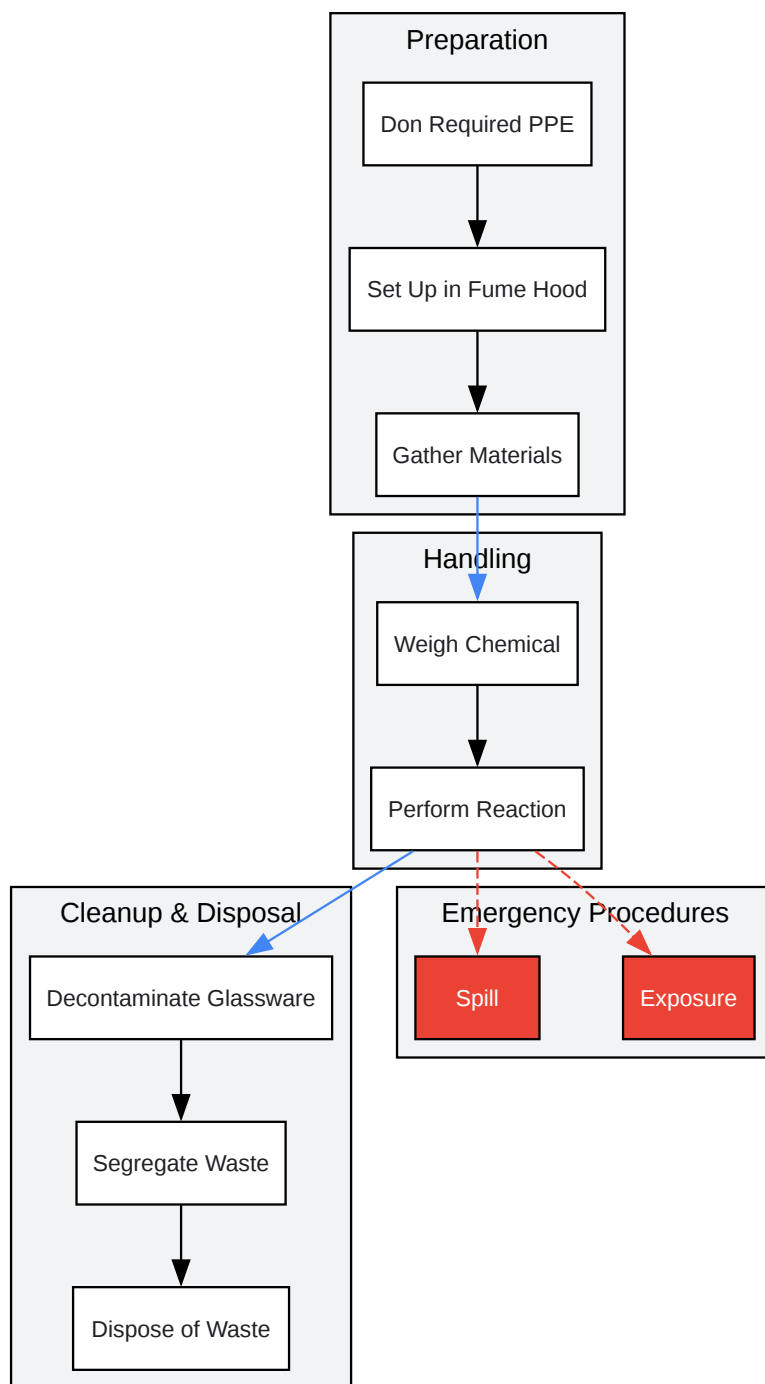 Preparation
Don Required PPE
Set Up in Fume Hood
Gather Materials
Handling
Weigh Chemical
Perform Reaction
Cleanup & Disposal
Decontaminate Glassware
Segregate Waste
Dispose of Waste
Emergency Procedures
Spill
Exposure